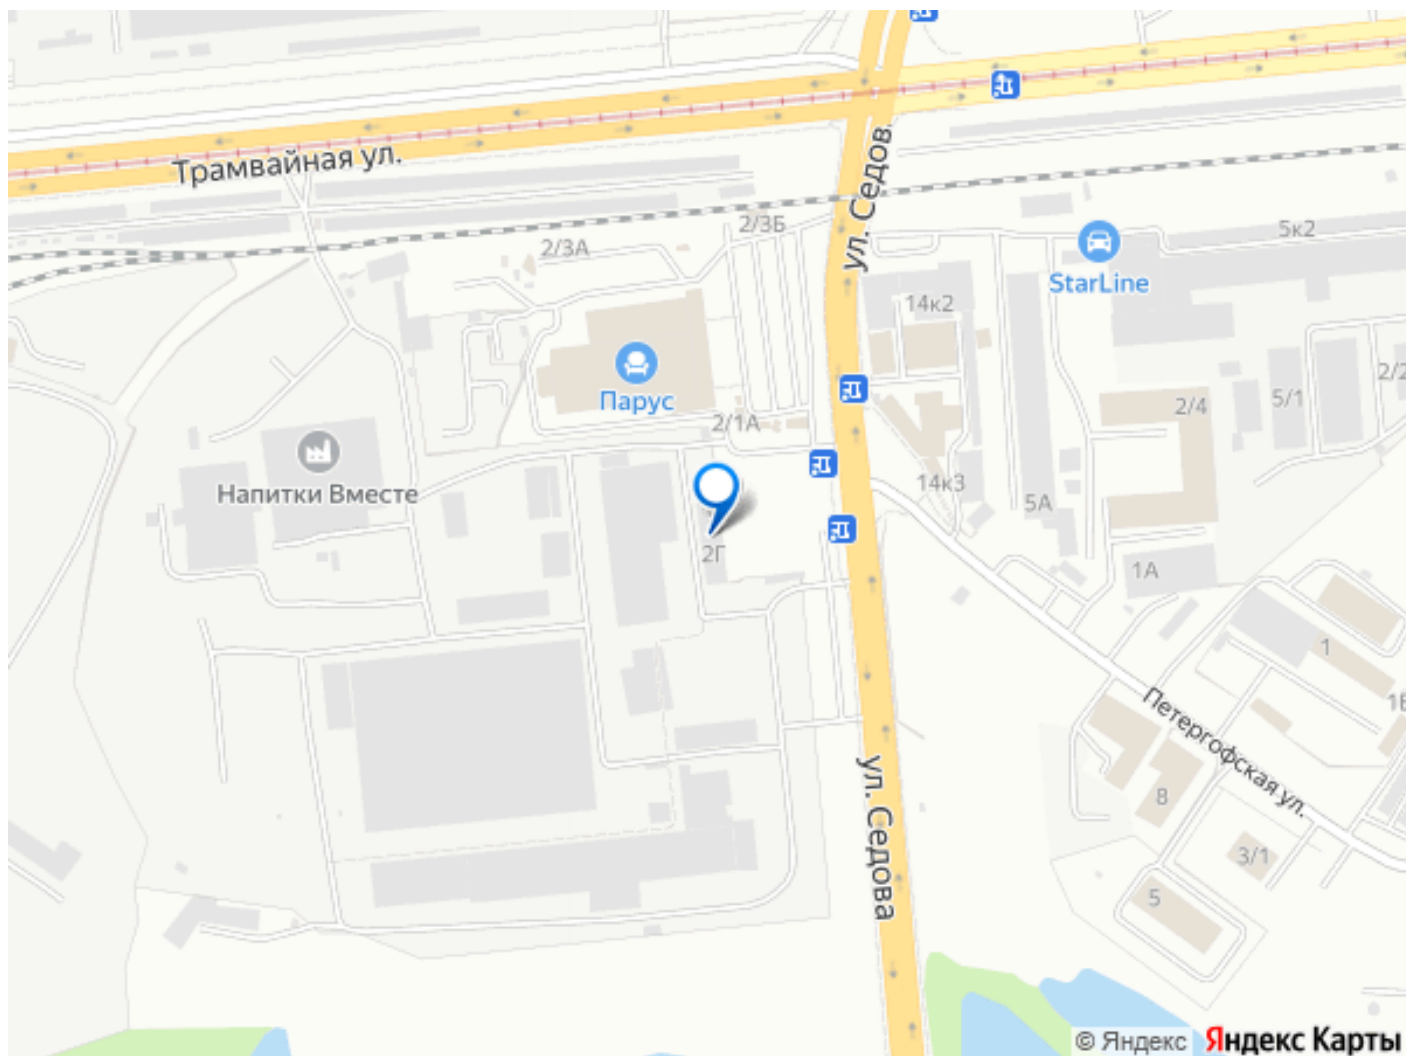 Трамвайная ул.
ул. Седов.
2/3Б
2/3А
5к2
StarLine
14к2
Парус
2/1А
2/4
5/1
2/2
Напитки Вместе
14к3
5А
2Г
1А
1
Петергофская ул.
ул. Седова
8
3/1
5
© Яндекс
Яндекс Карты